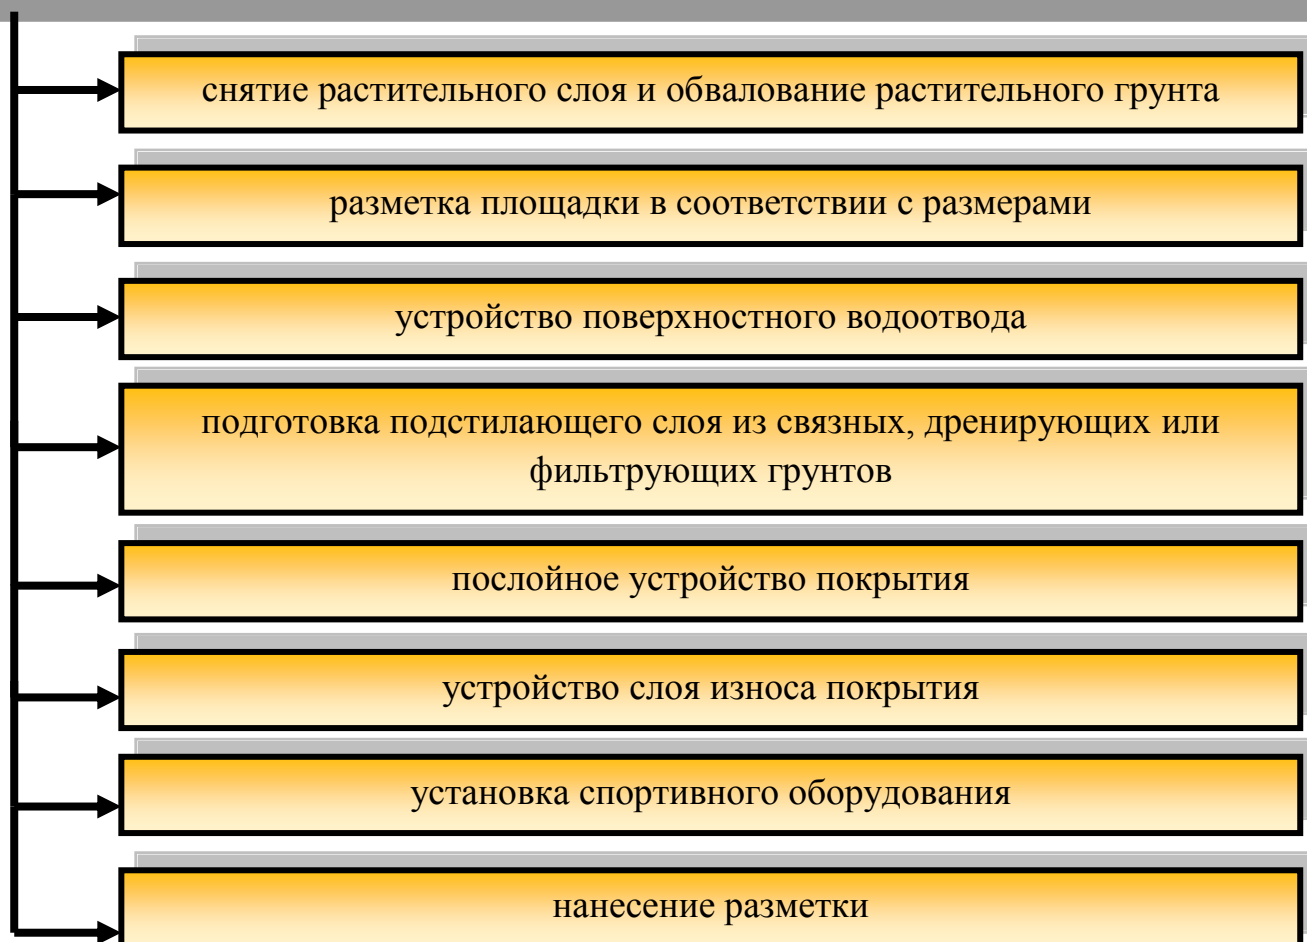 снятие растительного слоя и обвалование растительного грунта
разметка площадки в соответствии с размерами
устройство поверхностного водоотвода
подготовка подстилающего слоя из связных, дренирующих или
фильтрующих грунтов
послойное устройство покрытия
устройство слоя износа покрытия
установка спортивного оборудования
нанесение разметки